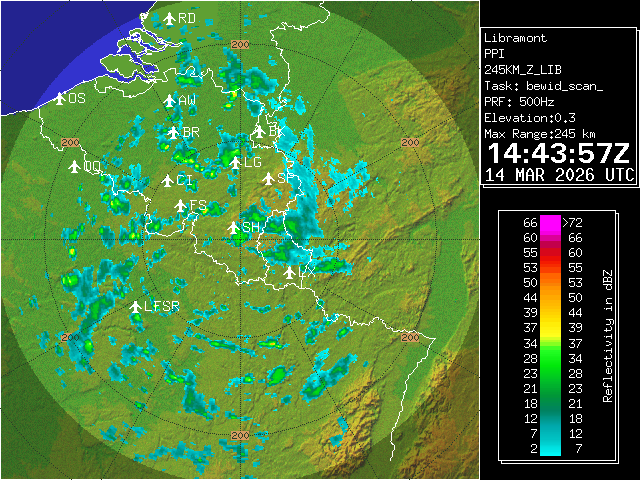 RD
200
OS
AW
BR
BE
200
200
QQ
LG
CI
SP
FS
SH
LX
LFSR
200
200
200
Libramont
PPI
245KM_Z_LIB
Task: bewid_scan_
PRF: 500Hz
Elevation:0.3
Max Range:245 km
14:43:57Z
14 MAR 2026 UTC
66 >72
60 66
55 60
53 55
50 53
44 50
39 44
37 39
34 37
28 34
23 28
21 23
18 21
12 18
7 12
2 7
Reflectivity in dBZ